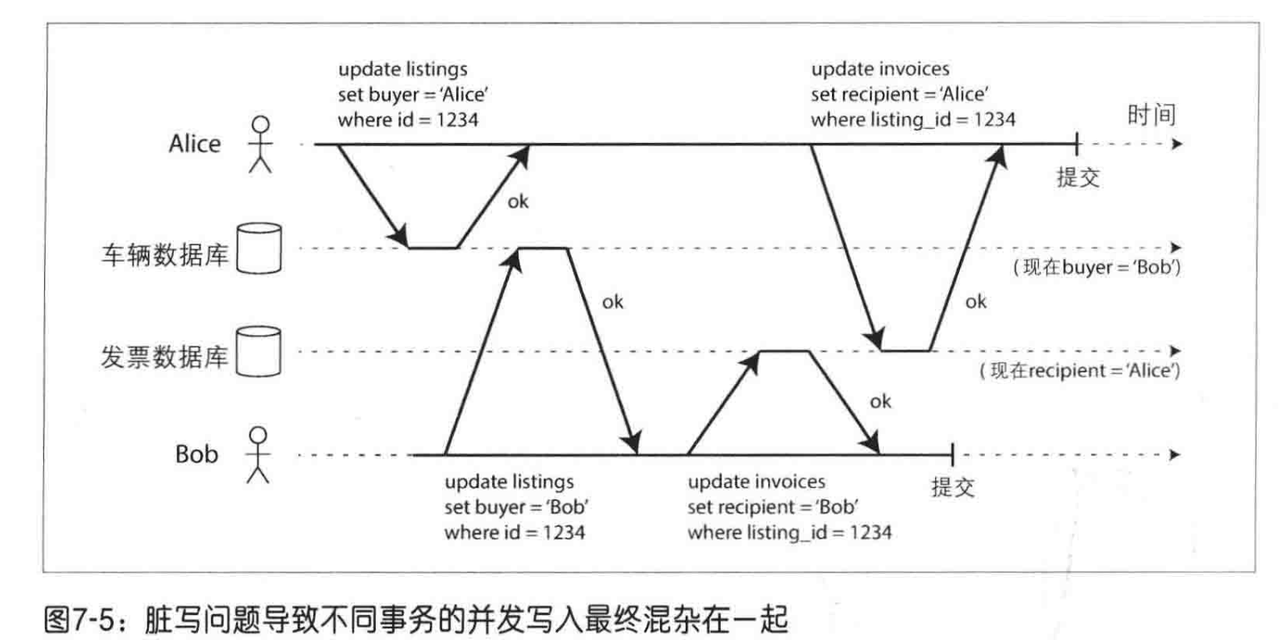 update listings
set buyer = ‘Alice’
where id = 1234
update invoices
set recipient = ‘Alice’
where listing_id = 1234
时间
Alice
提交
ok
车辆数据库
(现在buyer = ‘Bob’)
ok
ok
发票数据库
(现在recipient = ‘Alice’)
ok
Bob
提交
update listings
set buyer = ‘Bob’
where id = 1234
update invoices
set recipient = ‘Bob’
where listing_id = 1234
图7-5：脏写问题导致不同事务的并发写入最终混杂在一起